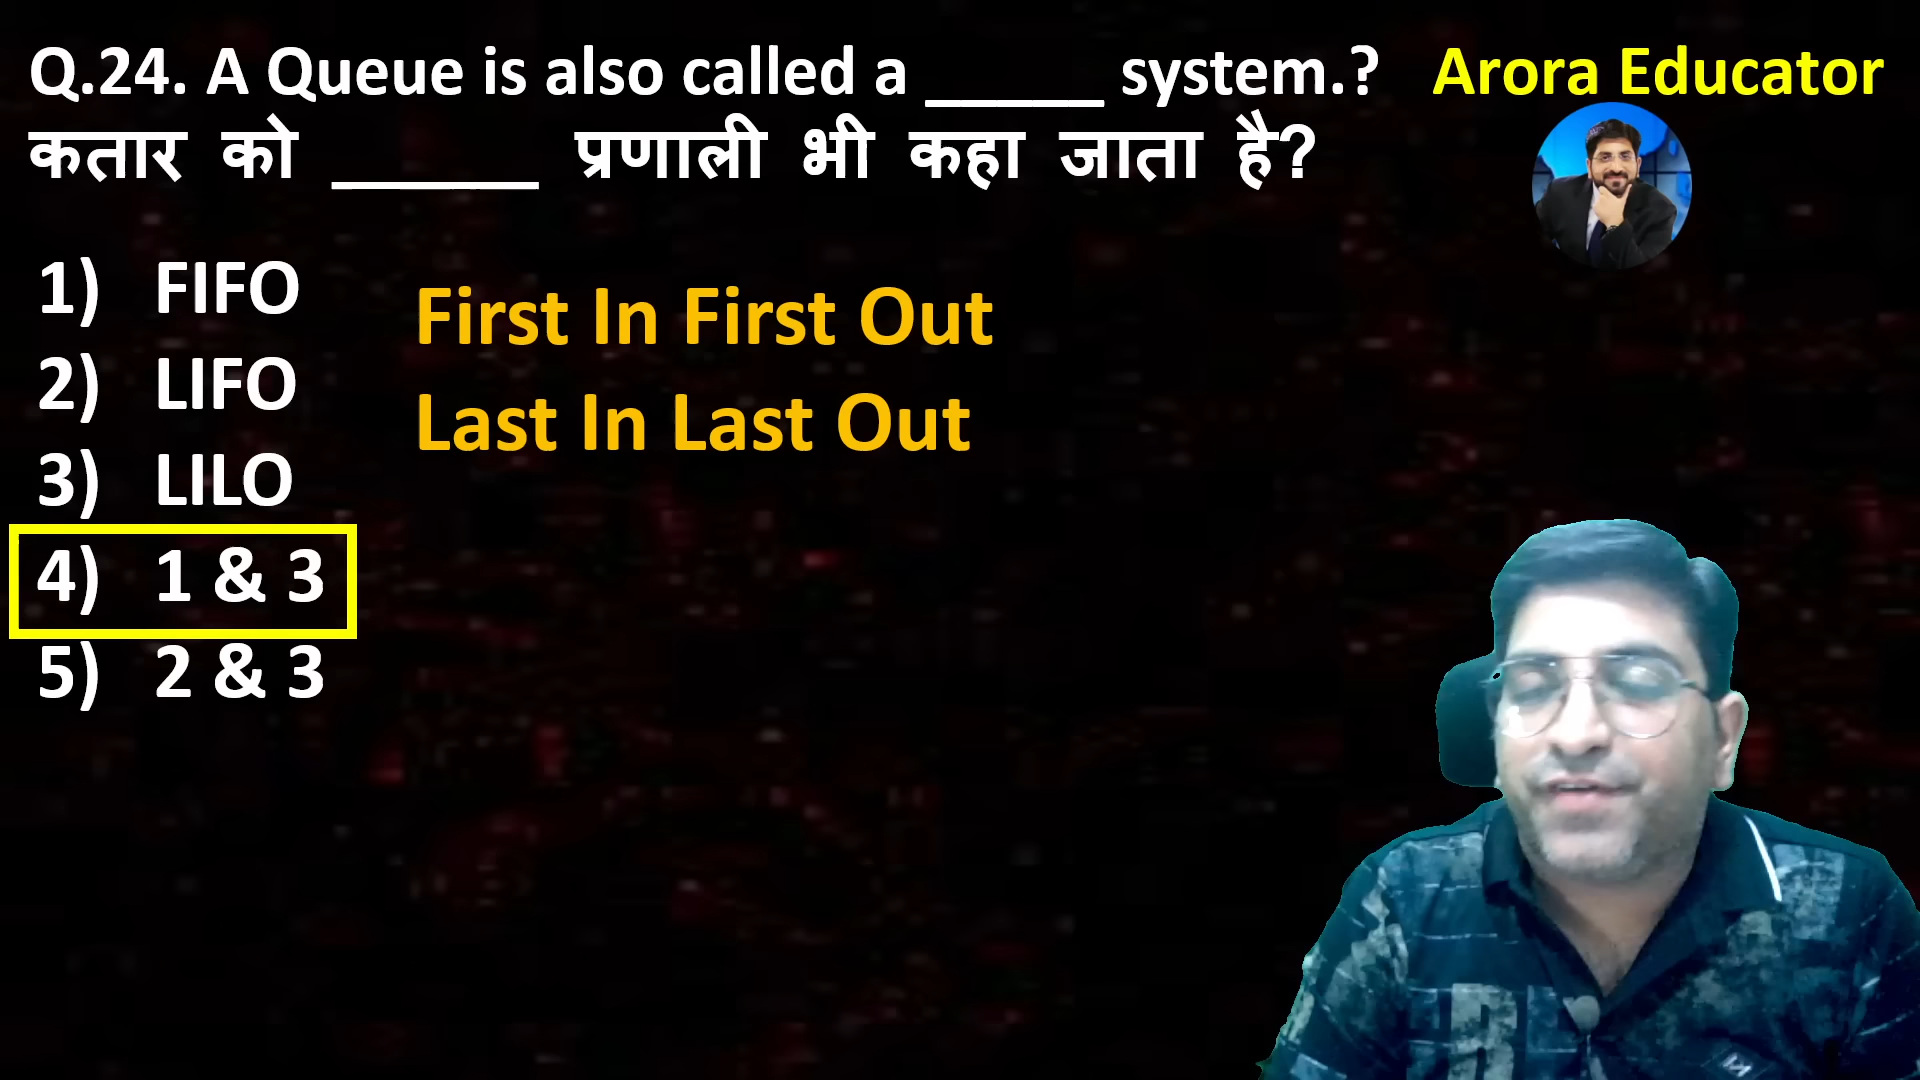 Q.24. A Queue is also called a _____ system.? Arora Educator
कतार को ______ प्रणाली भी कहा जाता है?
1) FIFO
First In First Out
2) LIFO
Last In Last Out
3) LILO
4) 1 & 3
5) 2 & 3